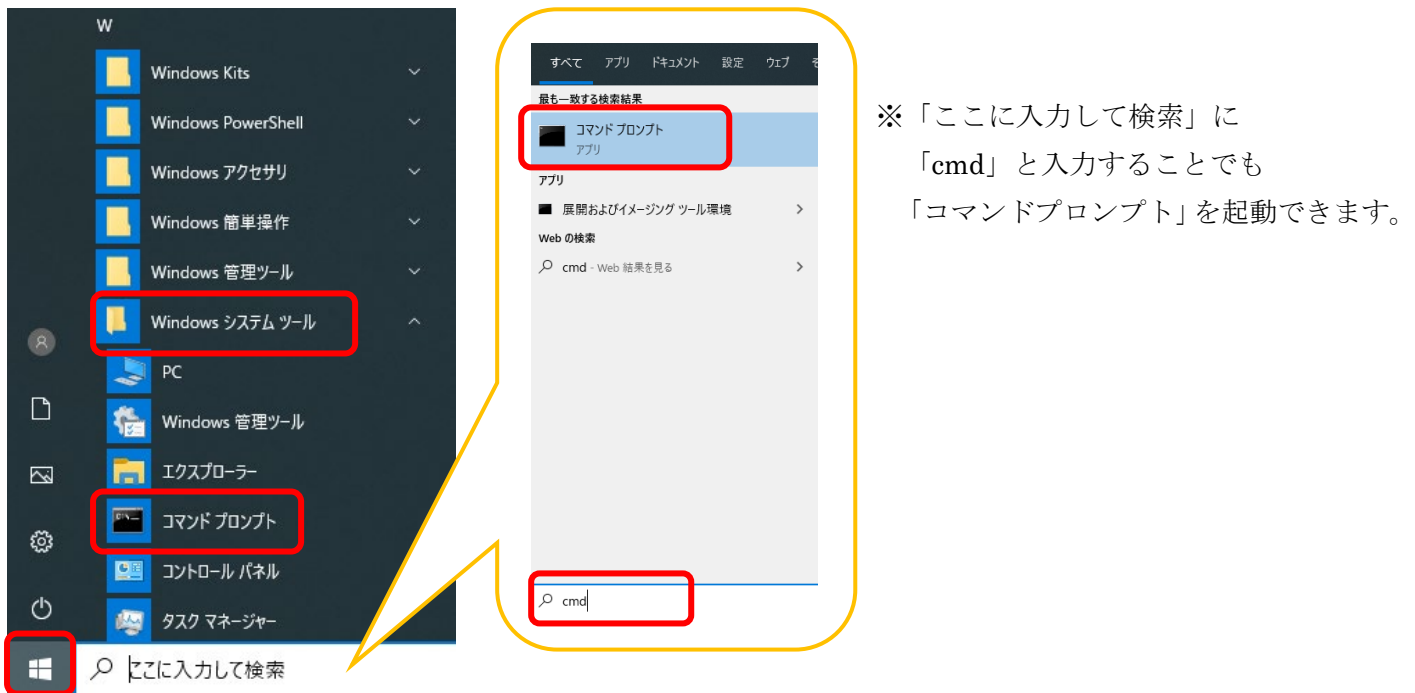 W
Windows Kits
Windows PowerShell
Windows アクセサリ
Windows 簡単操作
Windows 管理ツール
Windows システム ツール
PC
Windows 管理ツール
エクスプローラー
コマンド プロンプト
コントロール パネル
タスク マネージャー
ここに入力して検索
すべて アプリ ドキュメント 設定 ウェブ
最も一致する検索結果
コマンド プロンプト
アプリ
アプリ
展開およびイメージング ツール環境
Web の検索
cmd - Web 結果を見る
cmd
※「ここに入力して検索」に
「cmd」と入力することでも
「コマンドプロンプト」を起動できます。